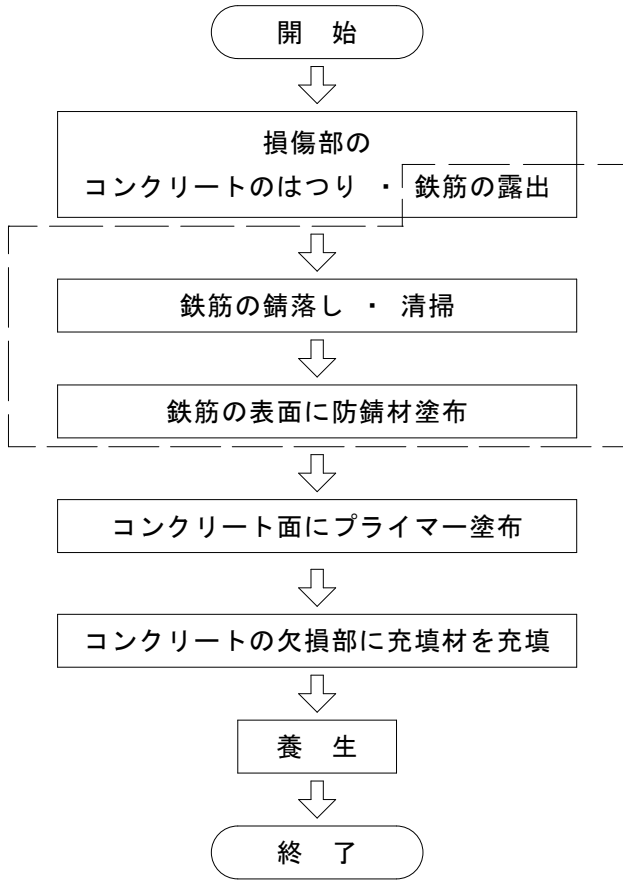 開 始
損傷部の
コンクリートのはつり ・ 鉄筋の露出
鉄筋の錆落し ・ 清掃
鉄筋の表面に防錆材塗布
コンクリート面にプライマー塗布
コンクリートの欠損部に充填材を充填
養 生
終 了